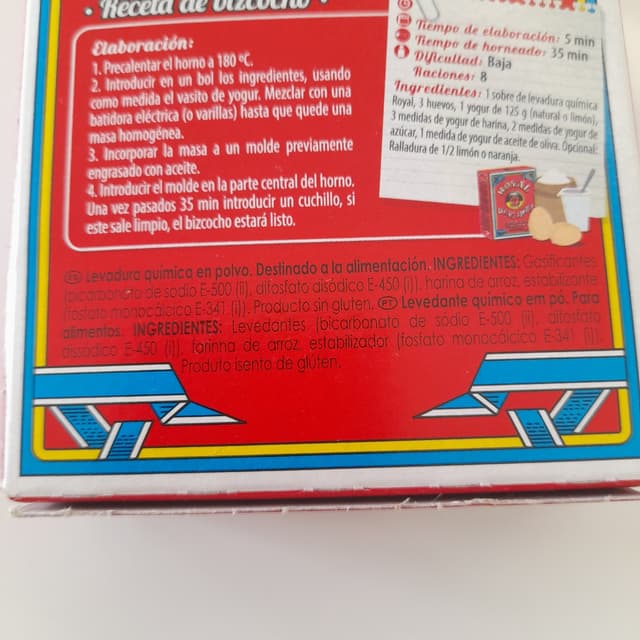 • Receta de bizcocho •
Elaboración:
1. Precalentar el horno a 180 ºC.
2. Introducir en un bol los ingredientes, usando
como medida el vasito de yogur. Mezclar con una
batidora eléctrica (o varillas) hasta que quede una
masa homogénea.
3. Incorporar la masa a un molde previamente
engrasado con aceite.
4. Introducir el molde en la parte central del horno.
Una vez pasados 35 min introducir un cuchillo, si
este sale limpio, el bizcocho estará listo.
Tiempo de elaboración: 5 min
Tiempo de horneado: 35 min
Dificultad: Baja
Raciones: 8
Ingredientes: 1 sobre de levadura química
Royal, 3 huevos, 1 yogur de 125 g (natural o limón),
3 medidas de yogur de harina, 2 medidas de yogur de
azúcar, 1 medida de yogur de aceite de oliva. Opcional:
Ralladura de 1/2 limón o naranja.
ROYAL
ES Levadura química en polvo. Destinado a la alimentación. INGREDIENTES: Gasificantes
(bicarbonato de sodio E-500 (ii), difosfato disódico E-450 (i)), harina de arroz, estabilizante
(fosfato monocálcico E-341 (i)). Producto sin gluten. PT Levedante químico em pó. Para
alimentos. INGREDIENTES: Levedantes (bicarbonato de sódio E-500 (ii), difosfato
dissódico E-450 (i)), farinha de arroz, estabilizador (fosfato monocálcico E-341 (i)).
Produto isento de glúten.